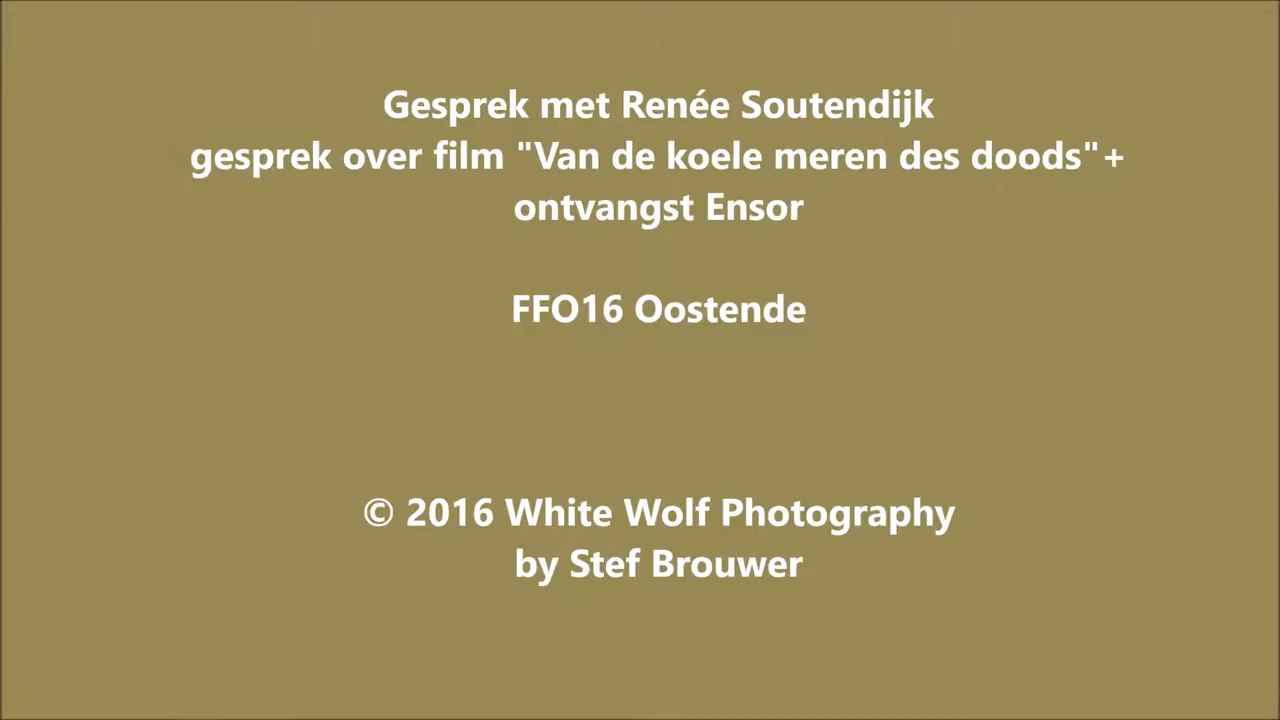 Gesprek met Renée Soutendijk
gesprek over film "Van de koele meren des doods"+
ontvangst Ensor
FFO16 Oostende
© 2016 White Wolf Photography
by Stef Brouwer